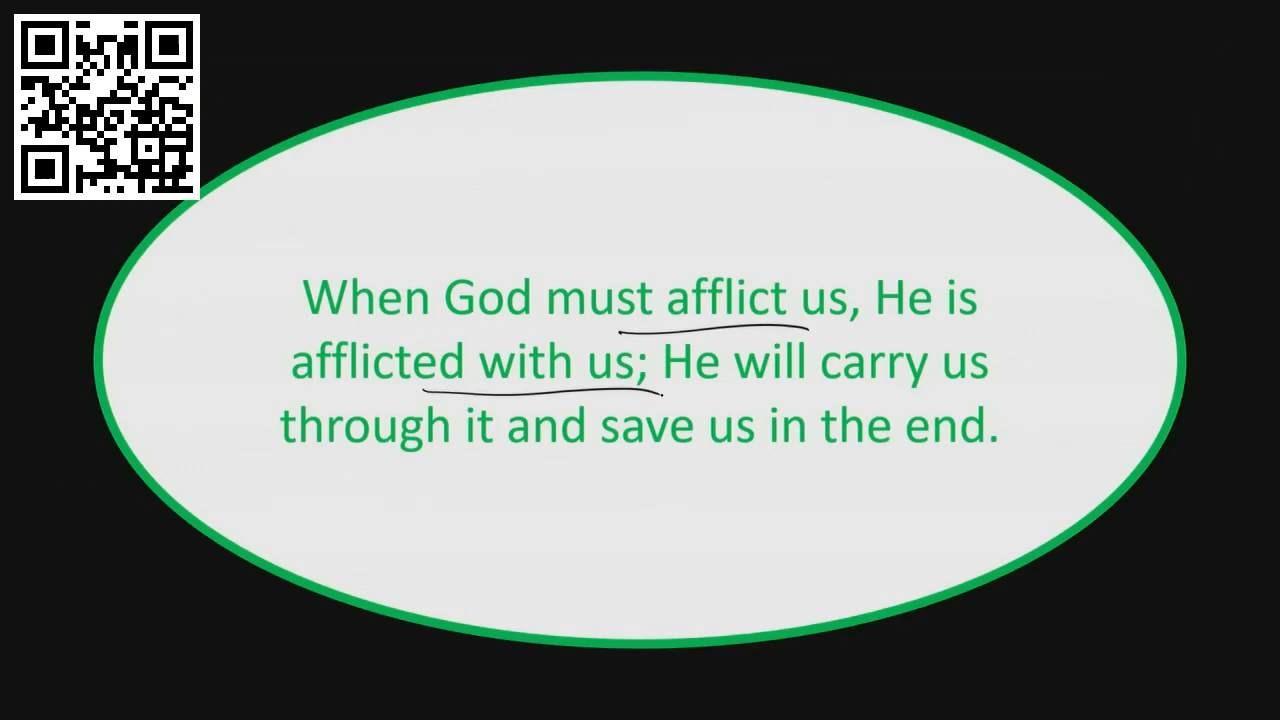 When God must afflict us, He is
afflicted with us; He will carry us
through it and save us in the end.